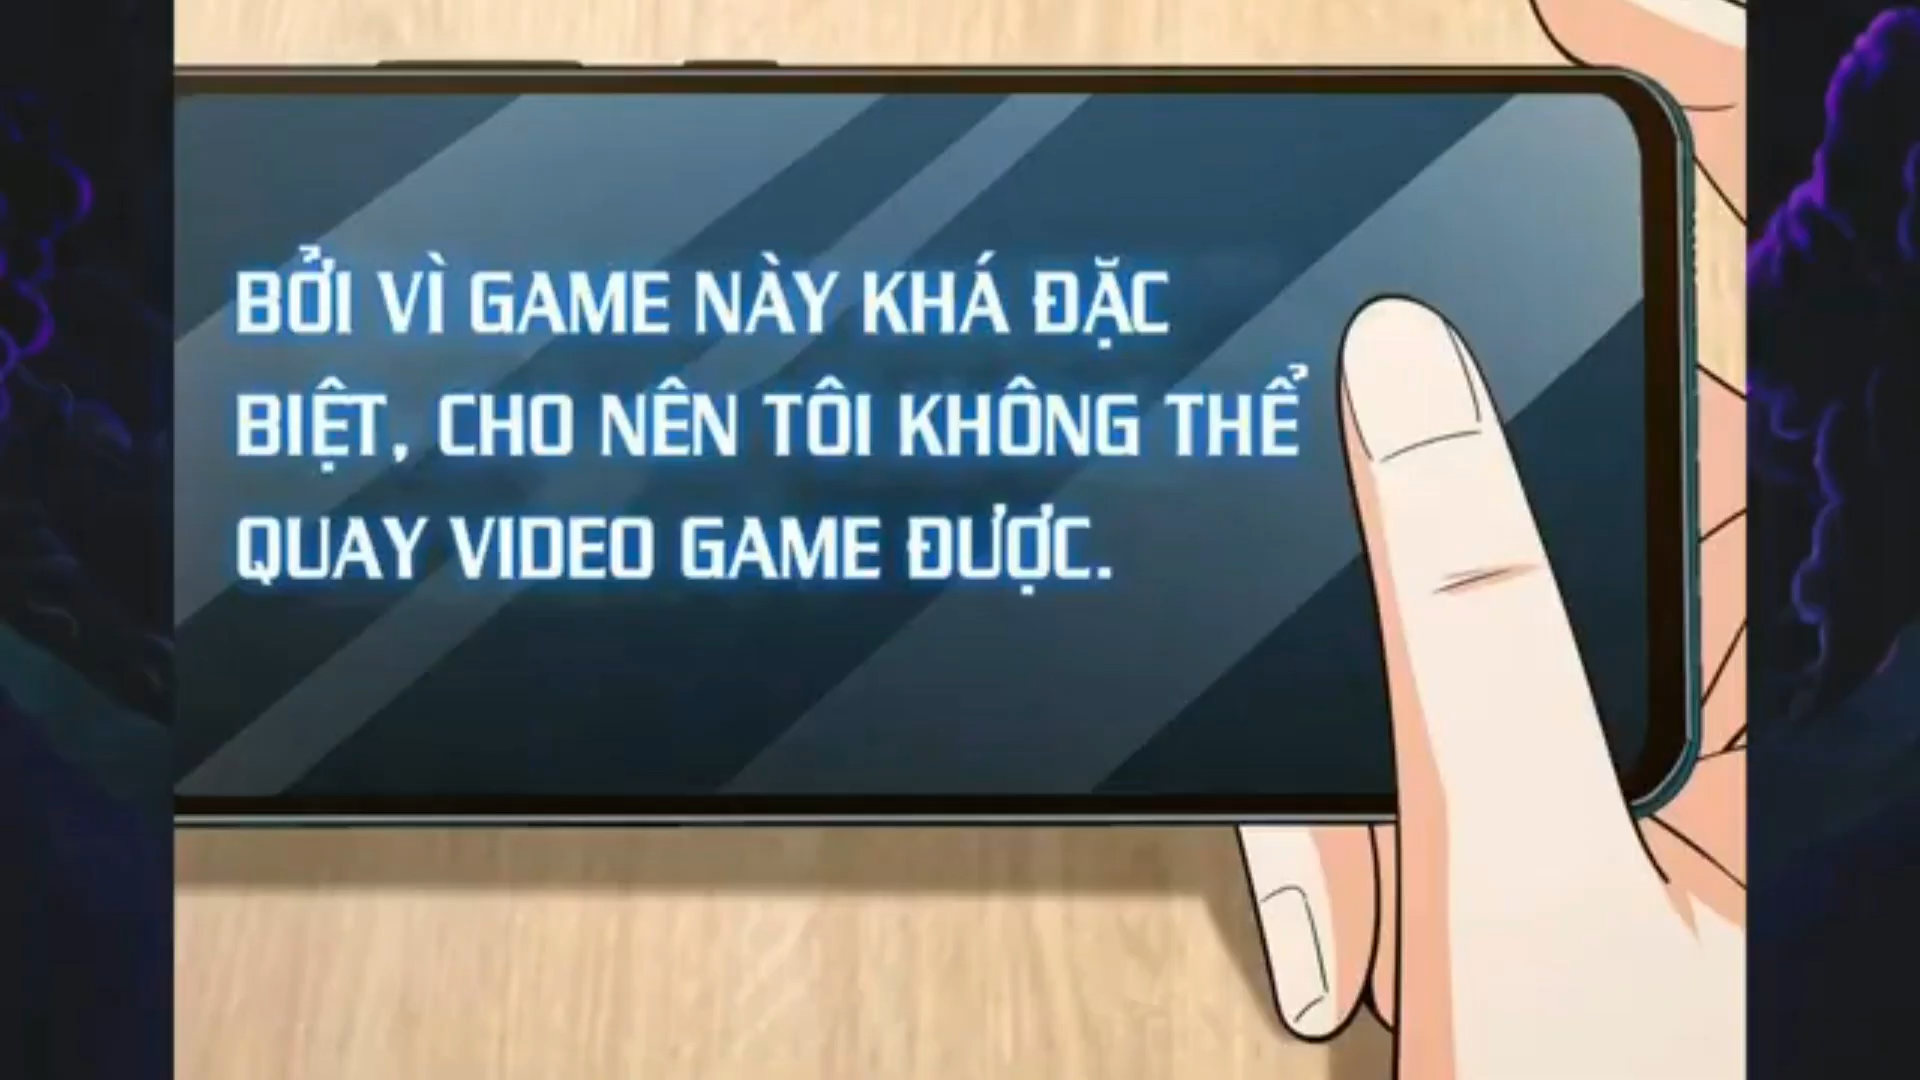 BỞI VÌ GAME NÀY KHÁ ĐẶC
BIỆT, CHO NÊN TÔI KHÔNG THỂ
QUAY VIDEO GAME ĐƯỢC.